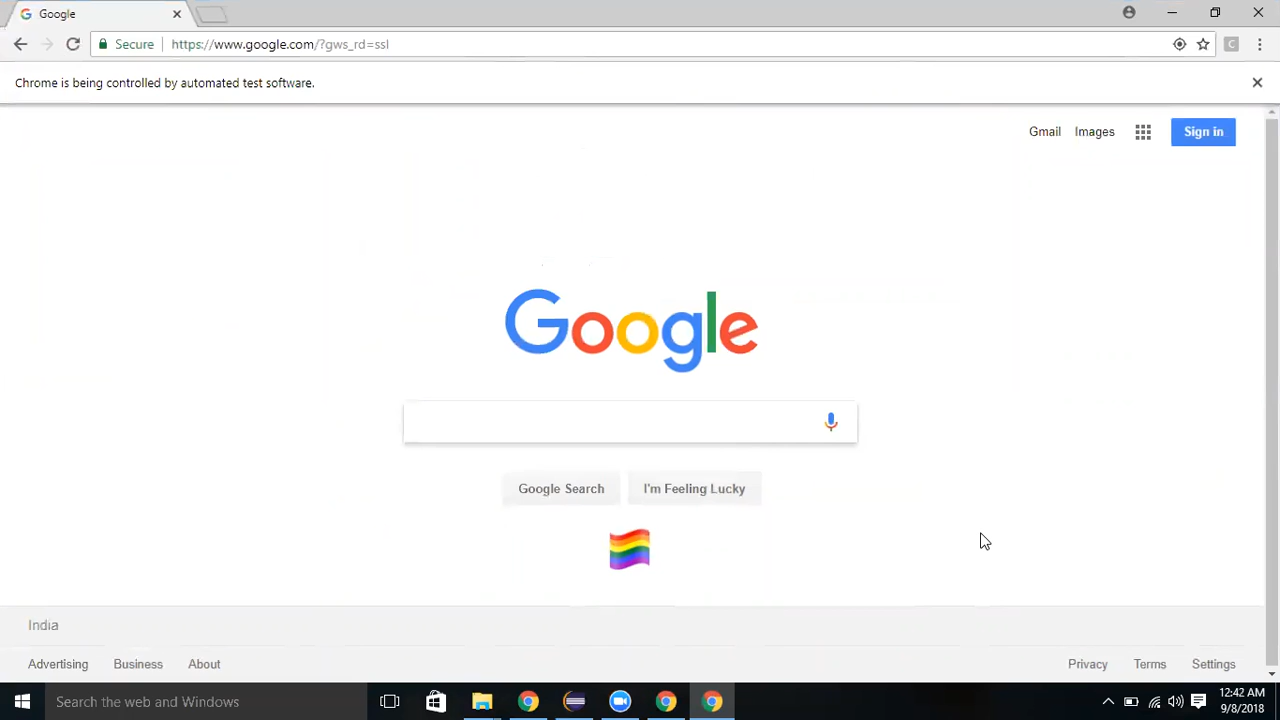 Google
Secure https://www.google.com/?gws_rd=ssl
Chrome is being controlled by automated test software.
Gmail Images Sign in
Google
Google Search I'm Feeling Lucky
India
Advertising Business About Privacy Terms Settings
Search the web and Windows
12:42 AM
9/8/2018